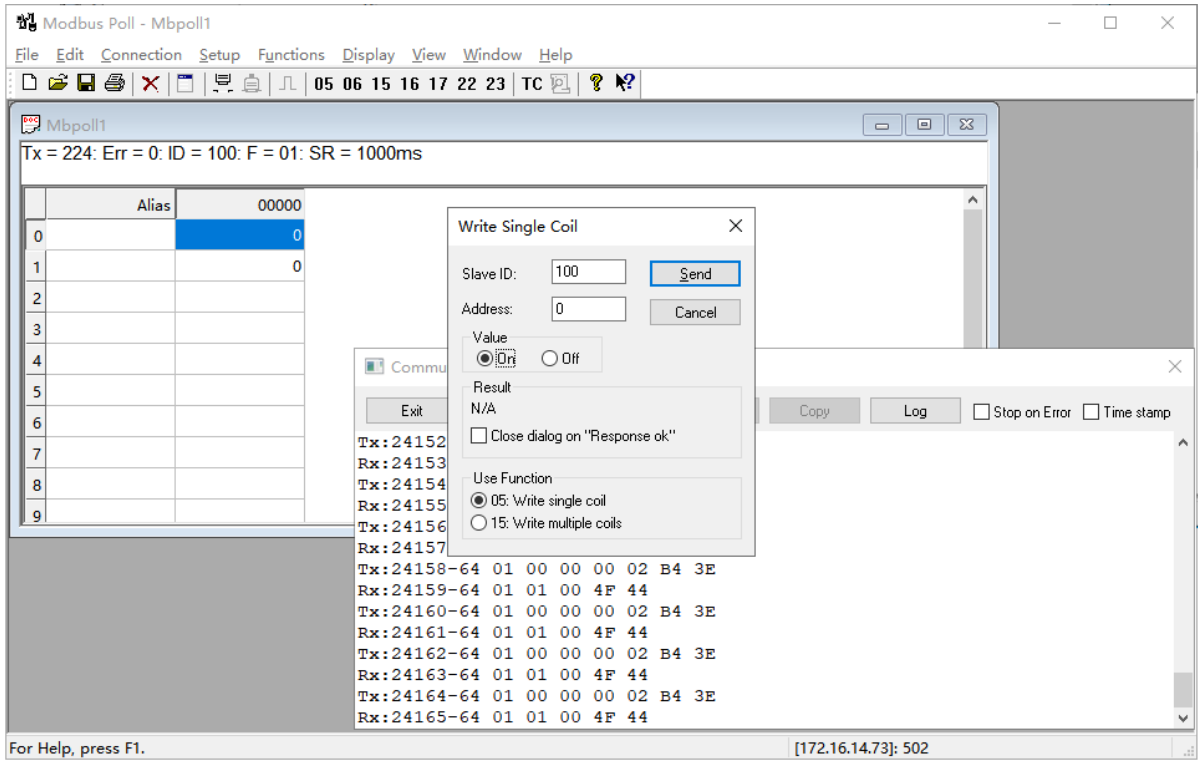 Modbus Poll - Mbpoll1
File Edit Connection Setup Functions Display View Window Help
05 06 15 16 17 22 23 TC
Mbpoll1
Tx = 224: Err = 0: ID = 100: F = 01: SR = 1000ms
Alias 00000
0 0
1 0
2
3
4
5
6
7
8
9
Write Single Coil
Slave ID: 100 Send
Address: 0 Cancel
Value
On Off
Result
N/A
Close dialog on "Response ok"
Use Function
05: Write single coil
15: Write multiple coils
Commu
Exit Copy Log Stop on Error Time stamp
Tx:24152
Rx:24153
Tx:24154
Rx:24155
Tx:24156
Rx:24157
Tx:24158-64 01 00 00 00 02 B4 3E
Rx:24159-64 01 01 00 4F 44
Tx:24160-64 01 00 00 00 02 B4 3E
Rx:24161-64 01 01 00 4F 44
Tx:24162-64 01 00 00 00 02 B4 3E
Rx:24163-64 01 01 00 4F 44
Tx:24164-64 01 00 00 00 02 B4 3E
Rx:24165-64 01 01 00 4F 44
For Help, press F1. [172.16.14.73]: 502